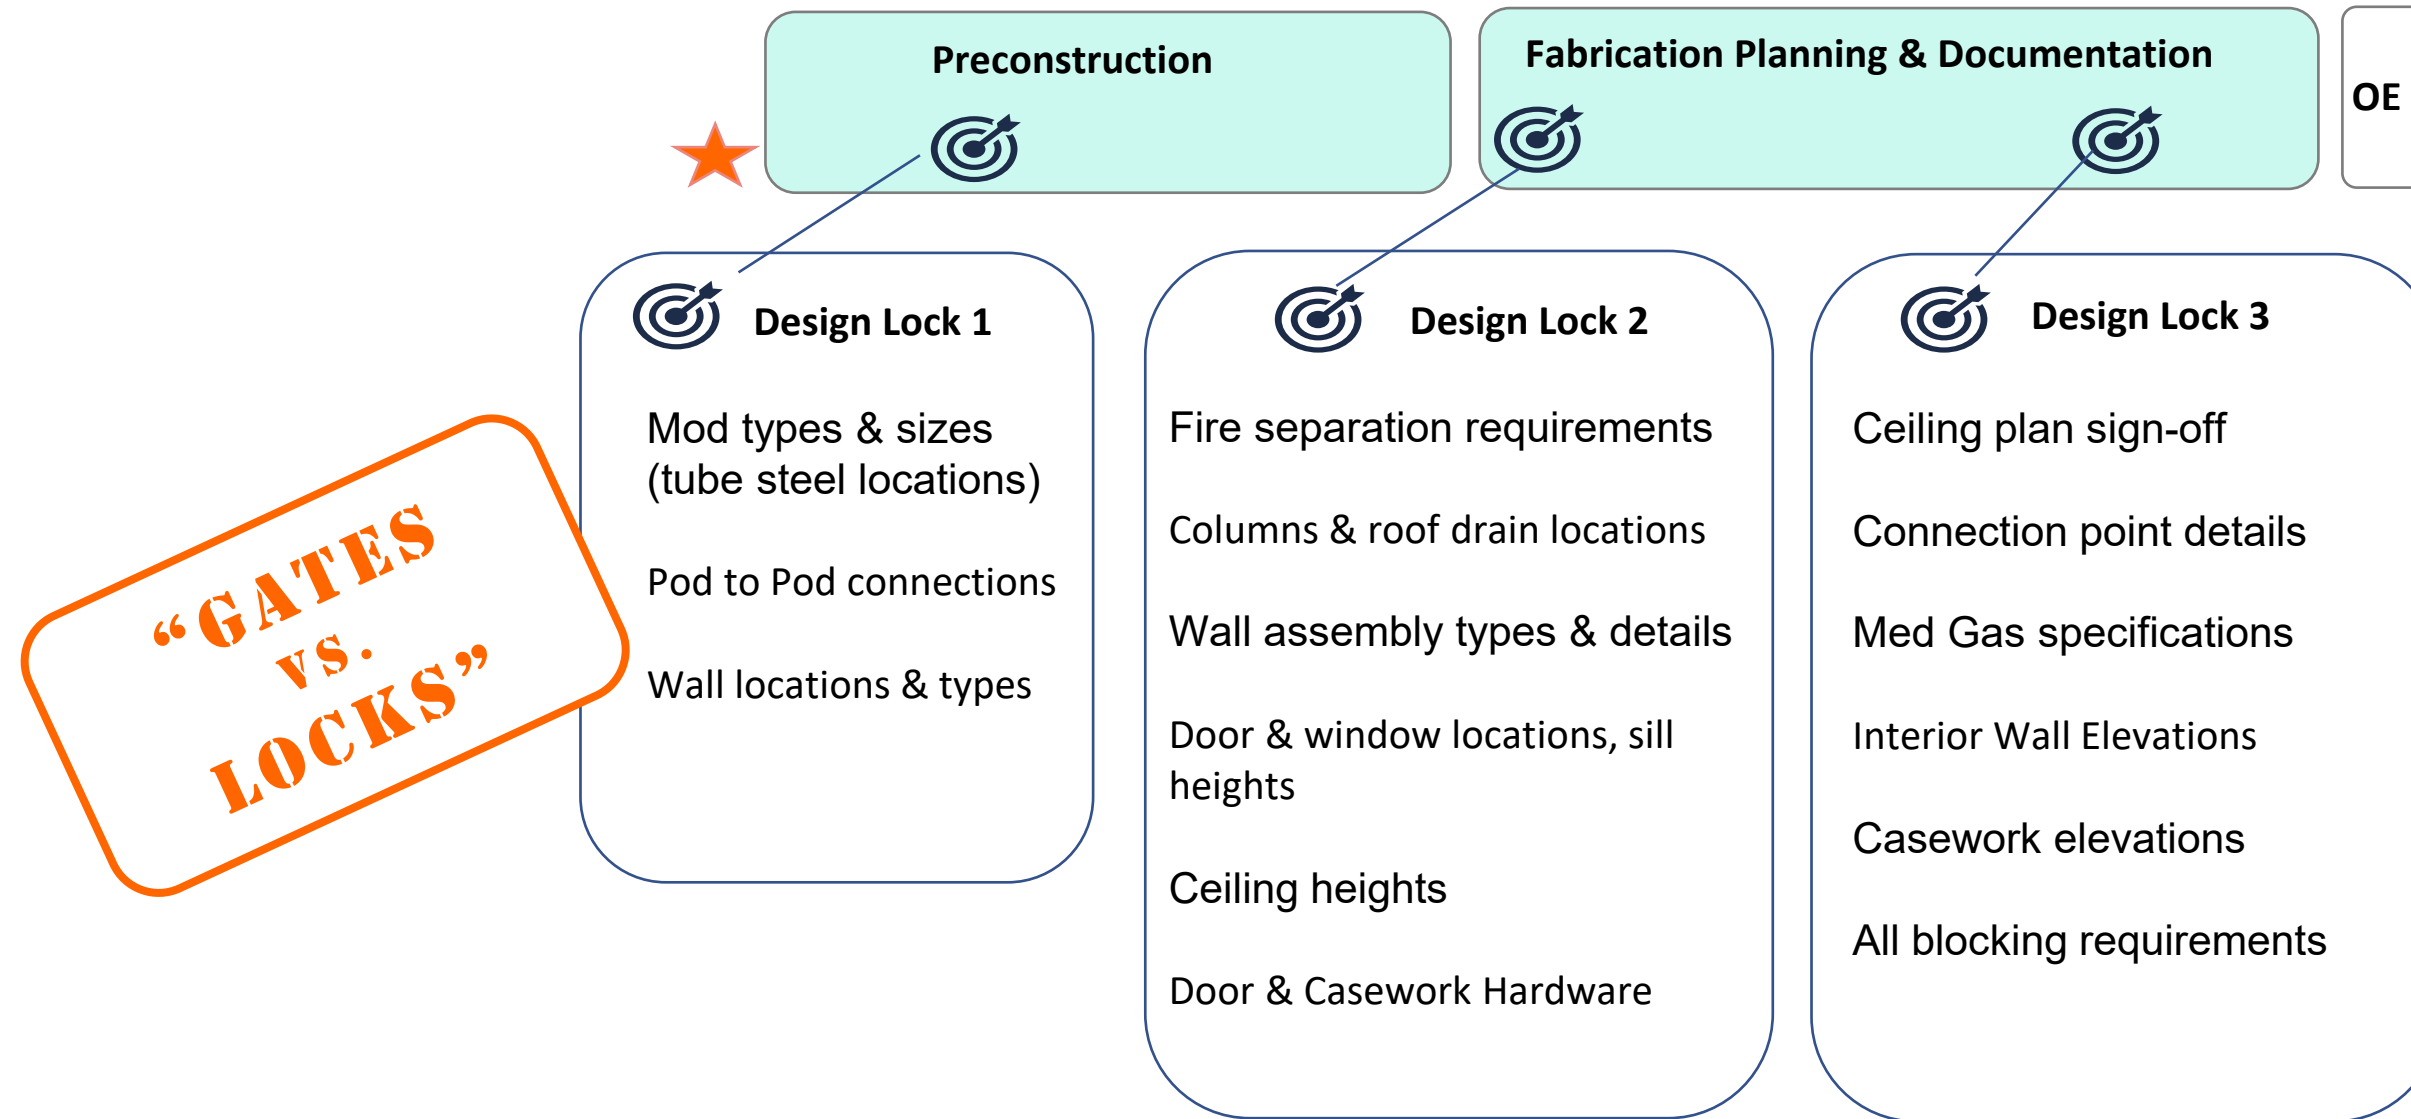 Preconstruction
Fabrication Planning & Documentation
OE
Design Lock 1
Mod types & sizes
(tube steel locations)
Pod to Pod connections
Wall locations & types
Design Lock 2
Fire separation requirements
Columns & roof drain locations
Wall assembly types & details
Door & window locations, sill
heights
Ceiling heights
Door & Casework Hardware
Design Lock 3
Ceiling plan sign-off
Connection point details
Med Gas specifications
Interior Wall Elevations
Casework elevations
All blocking requirements
“GATES
VS.
LOCKS”